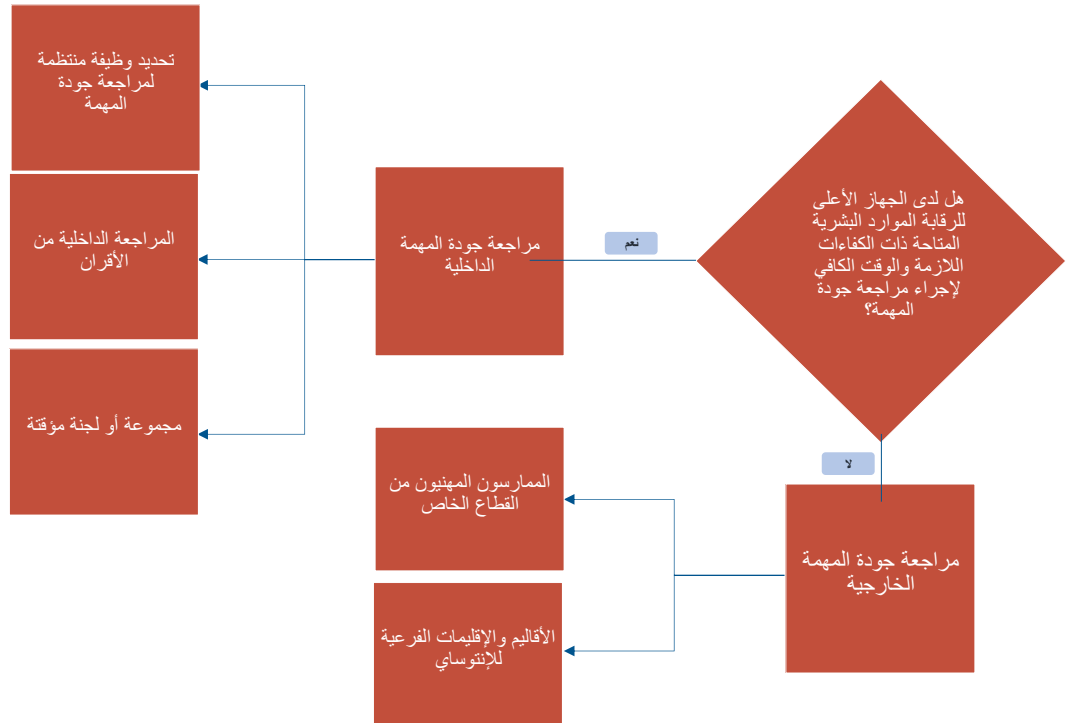 هل لدى الجهاز الأعلى
للرقابة الموارد البشرية
المتاحة ذات الكفاءات
اللازمة والوقت الكافي
لإجراء مراجعة جودة
المهمة؟
نعم
مراجعة جودة المهمة
الداخلية
تحديد وظيفة منتظمة
لمراجعة جودة
المهمة
المراجعة الداخلية من
الأقران
مجموعة أو لجنة مؤقتة
لا
مراجعة جودة المهمة
الخارجية
الممارسون المهنيون من
القطاع الخاص
الأقاليم والإقليمات الفرعية
للإنتوساي